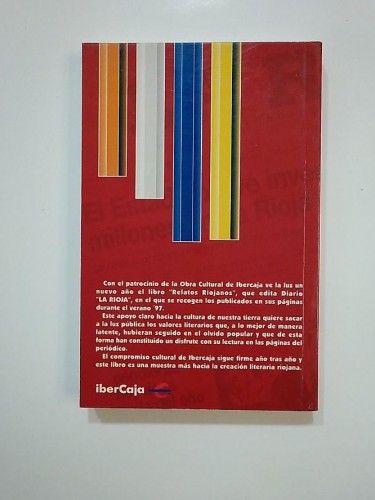 El Est
e inve
millone
a Rioja
Con el patrocinio de la Obra Cultural de Ibercaja ve la luz un
nuevo año el libro "Relatos Riojanos", que edita Diario
"LA RIOJA", en el que se recogen los publicados en sus páginas
durante el verano '97.
Este apoyo claro hacia la cultura de nuestra tierra quiere sacar
a la luz pública los valores literarios que, a lo mejor de manera
latente, hubieran seguido en el olvido popular y que de esta
forma han constituido un disfrute con su lectura en las páginas del
periódico.
El compromiso cultural de Ibercaja sigue firme año tras año y
este libro es una muestra más hacia la creación literaria riojana.
iberCaja